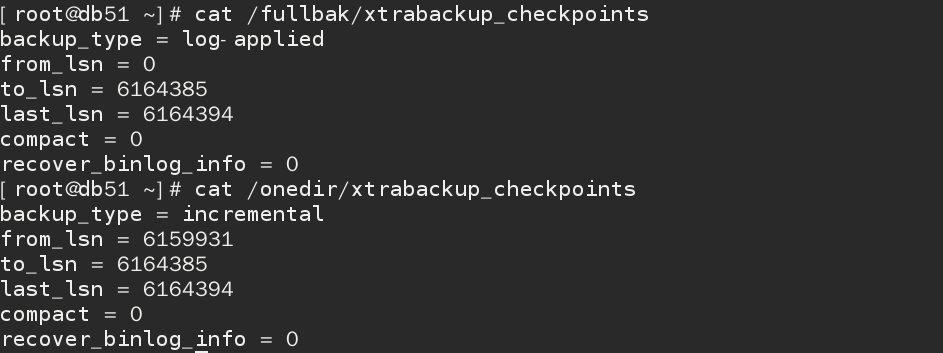 [root@db51 ~]# cat /fullbak/xtrabackup_checkpoints
backup_type = log-applied
from_lsn = 0
to_lsn = 6164385
last_lsn = 6164394
compact = 0
recover_binlog_info = 0
[root@db51 ~]# cat /onedir/xtrabackup_checkpoints
backup_type = incremental
from_lsn = 6159931
to_lsn = 6164385
last_lsn = 6164394
compact = 0
recover_binlog_info = 0